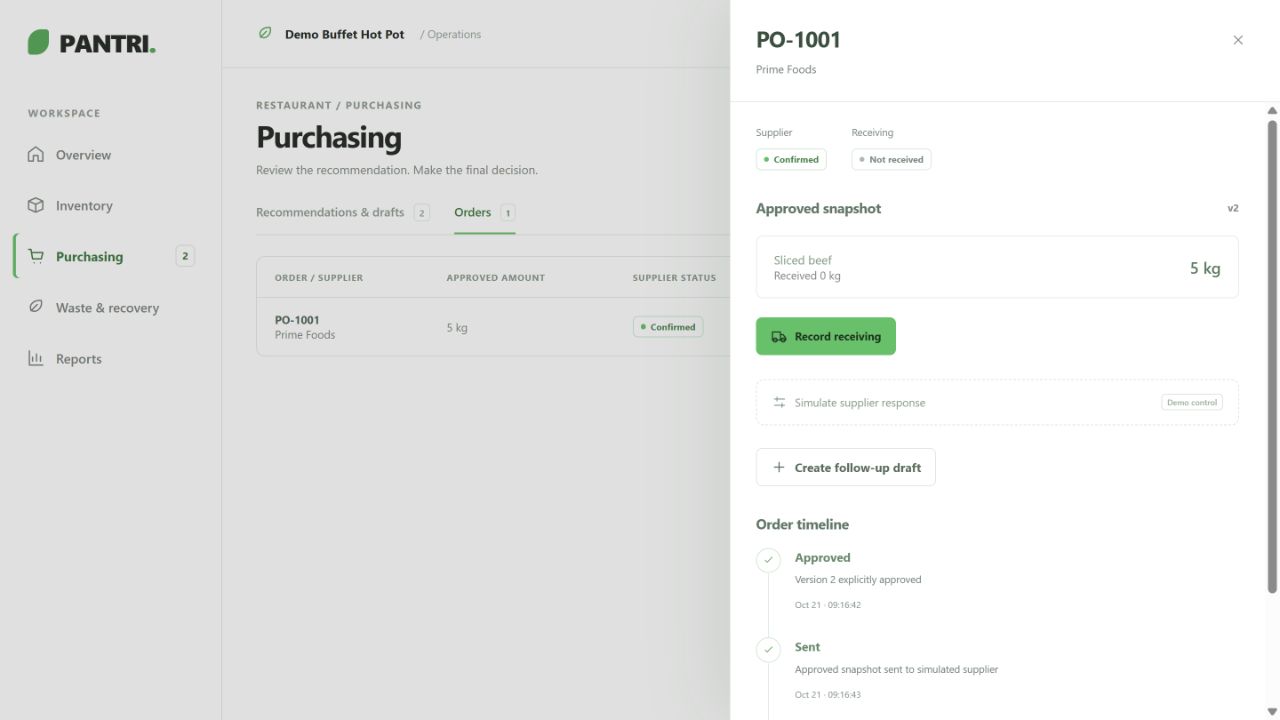 PANTRI.
WORKSPACE
Overview
Inventory
Purchasing 2
Waste & recovery
Reports
Demo Buffet Hot Pot / Operations
RESTAURANT / PURCHASING
Purchasing
Review the recommendation. Make the final decision.
Recommendations & drafts 2 Orders 1
ORDER / SUPPLIER APPROVED AMOUNT SUPPLIER STATUS
PO-1001
Prime Foods
5 kg
Confirmed
PO-1001
Prime Foods
Supplier Receiving
Confirmed Not received
Approved snapshot v2
Sliced beef
Received 0 kg
5 kg
Record receiving
Simulate supplier response Demo control
Create follow-up draft
Order timeline
Approved
Version 2 explicitly approved
Oct 21 · 09:16:42
Sent
Approved snapshot sent to simulated supplier
Oct 21 · 09:16:43